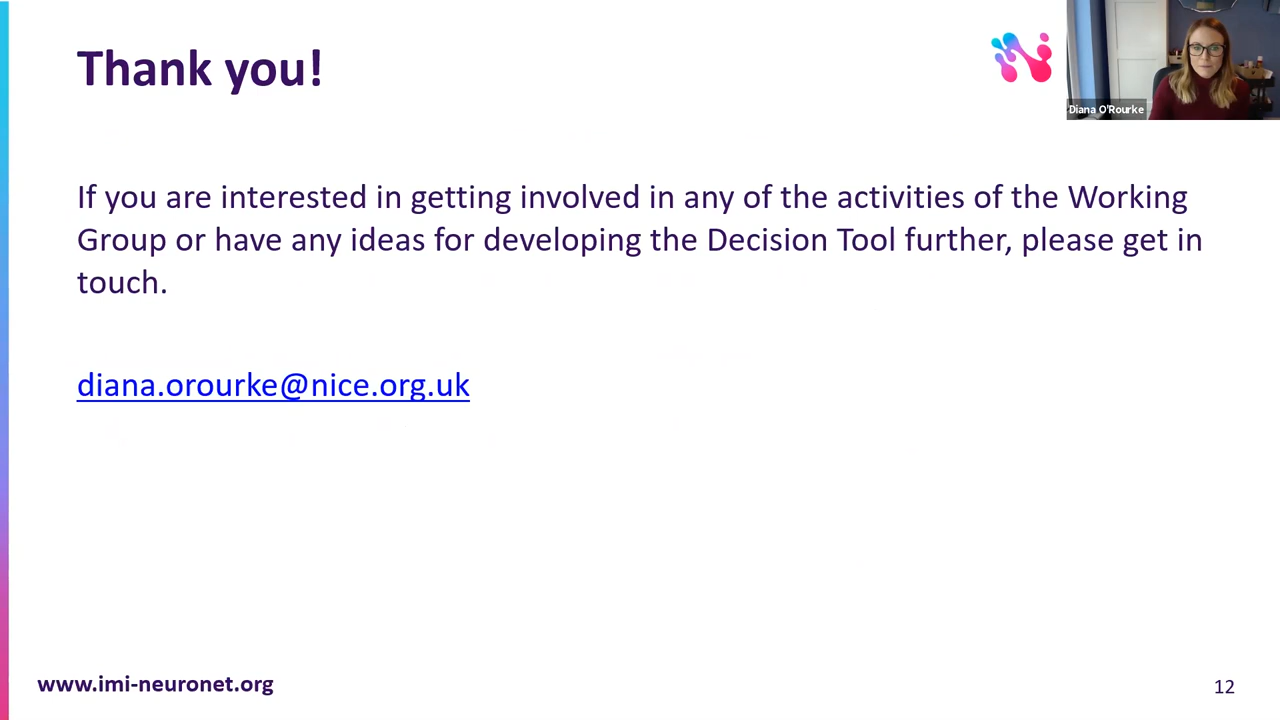 Thank you!
Diana O'Rourke
If you are interested in getting involved in any of the activities of the Working
Group or have any ideas for developing the Decision Tool further, please get in
touch.
diana.orourke@nice.org.uk
www.imi-neuronet.org
12